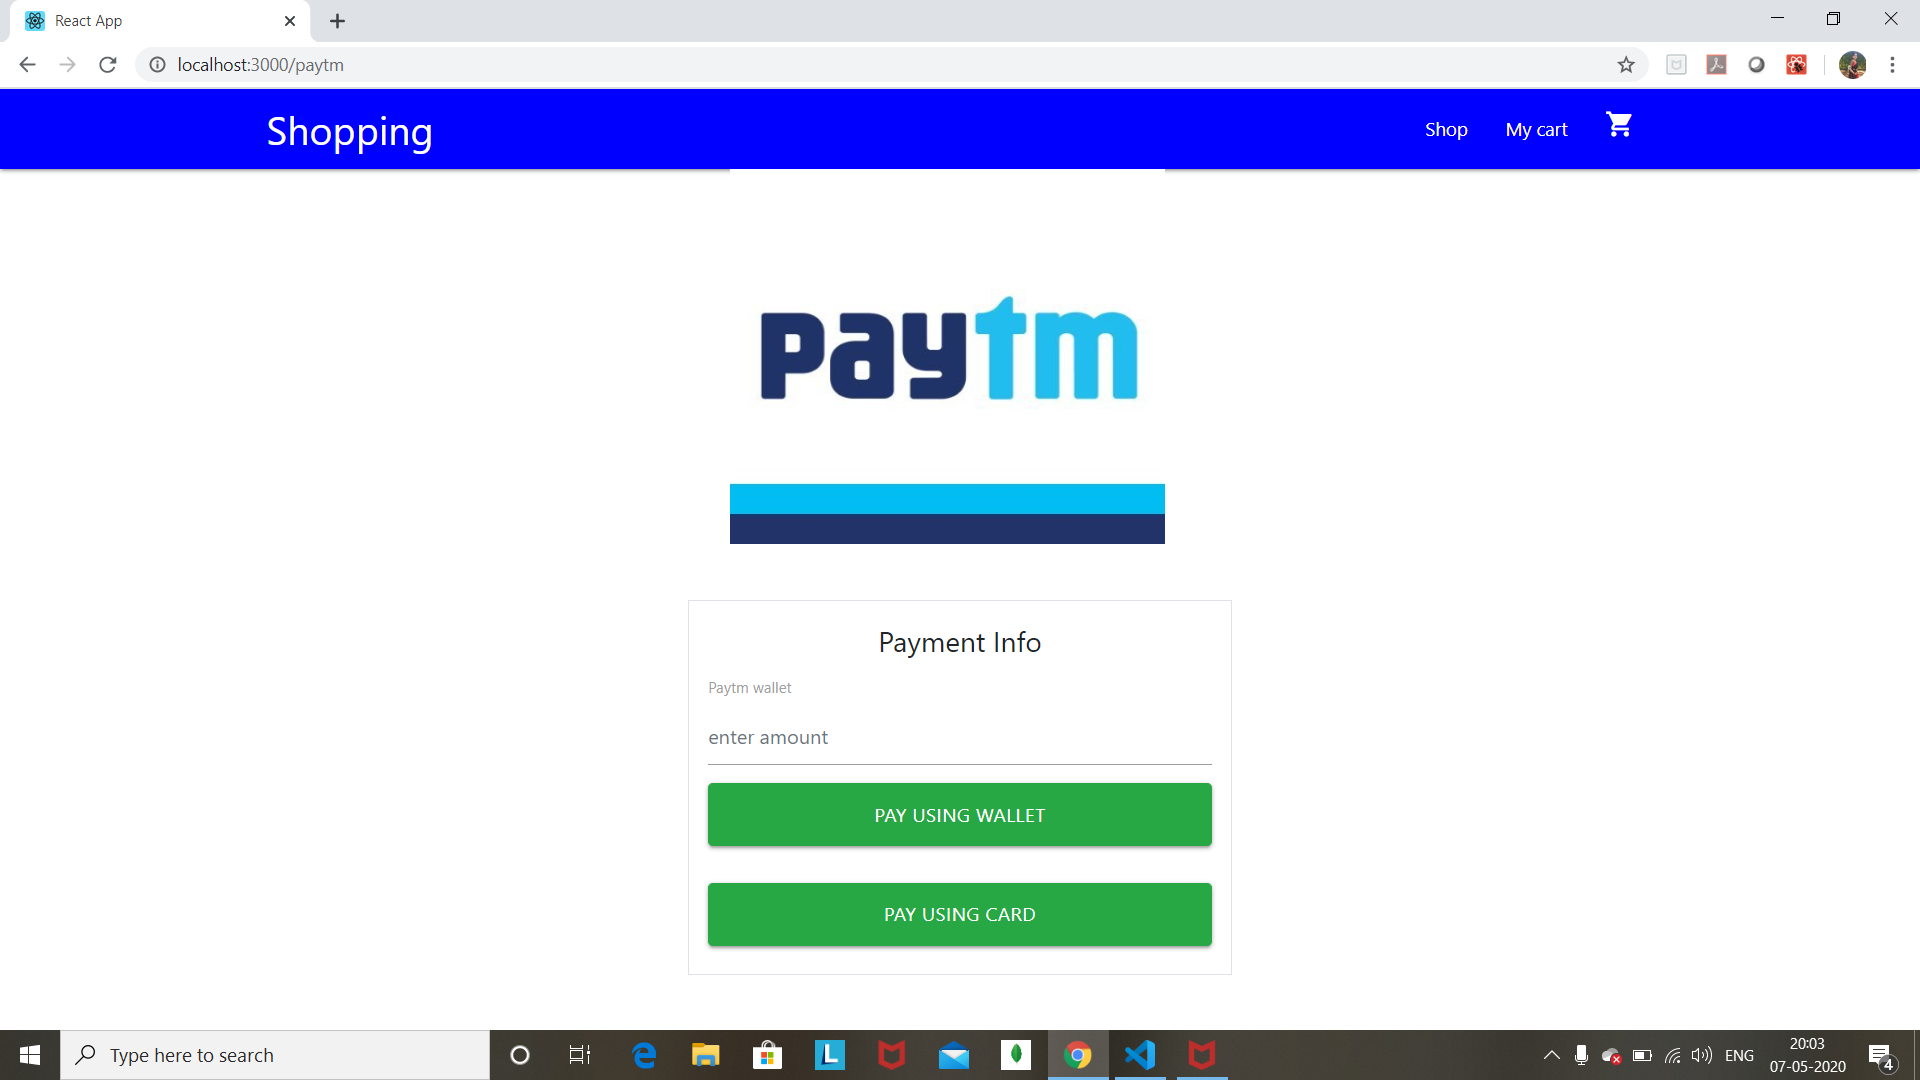 React App
localhost:3000/paytm
Shopping
Shop
My cart
paytm
Payment Info
Paytm wallet
enter amount
PAY USING WALLET
PAY USING CARD
Type here to search
L
ENG
20:03
07-05-2020
4